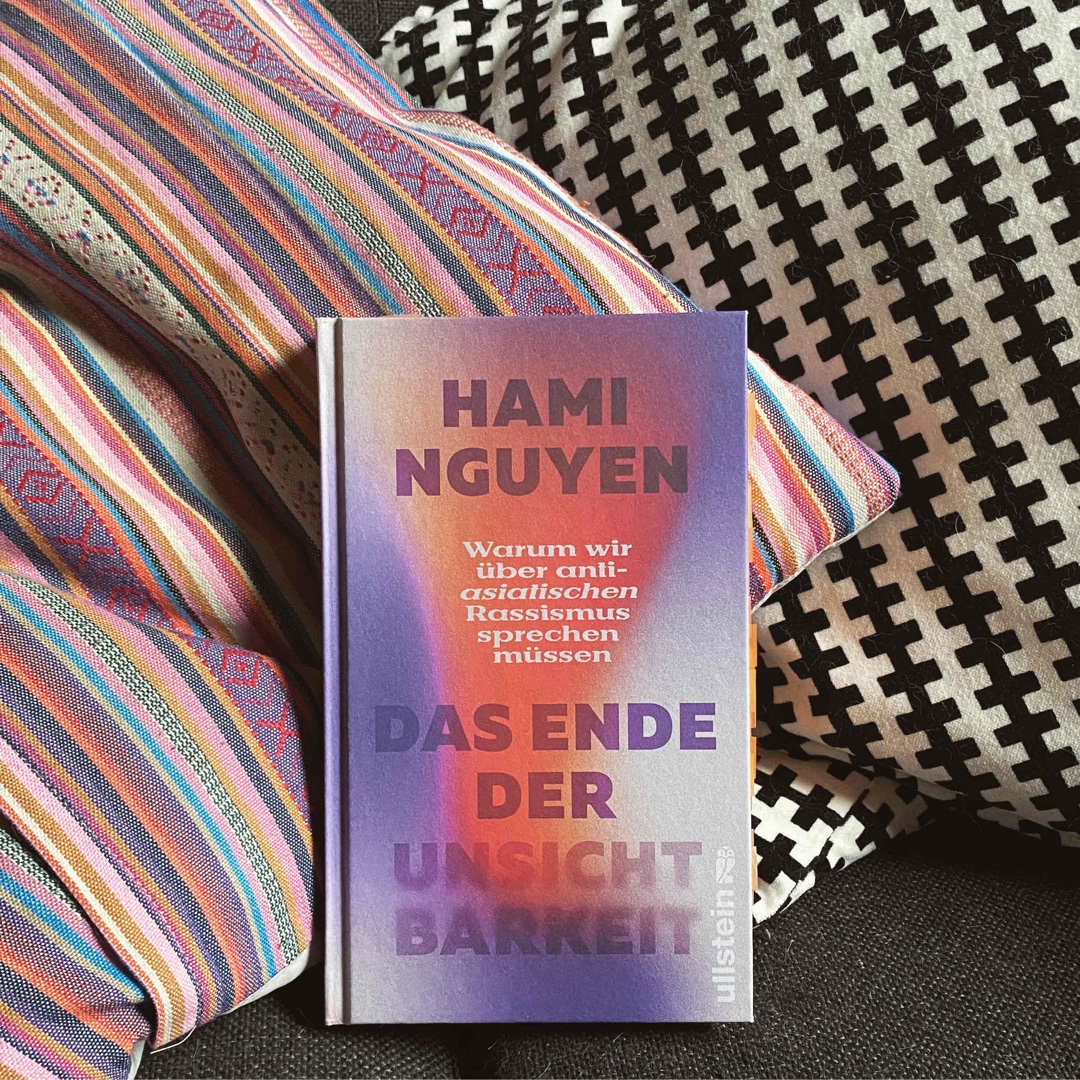 HAMI
NGUYEN
Warum wir
über anti-
asiatischen
Rassismus
sprechen
müssen
DAS ENDE
DER
UNSICHT
BARKEIT
ullstein